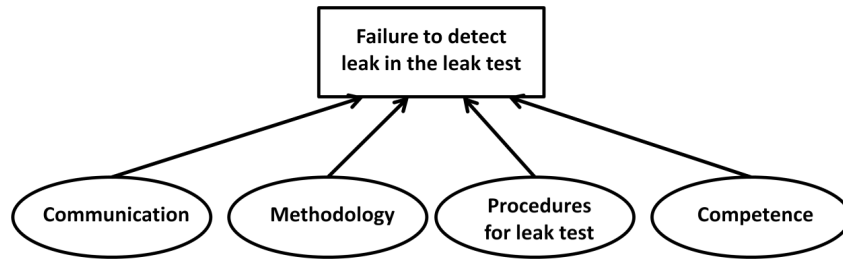 Failure to detect
leak in the leak test
Communication
Methodology
Procedures
for leak test
Competence